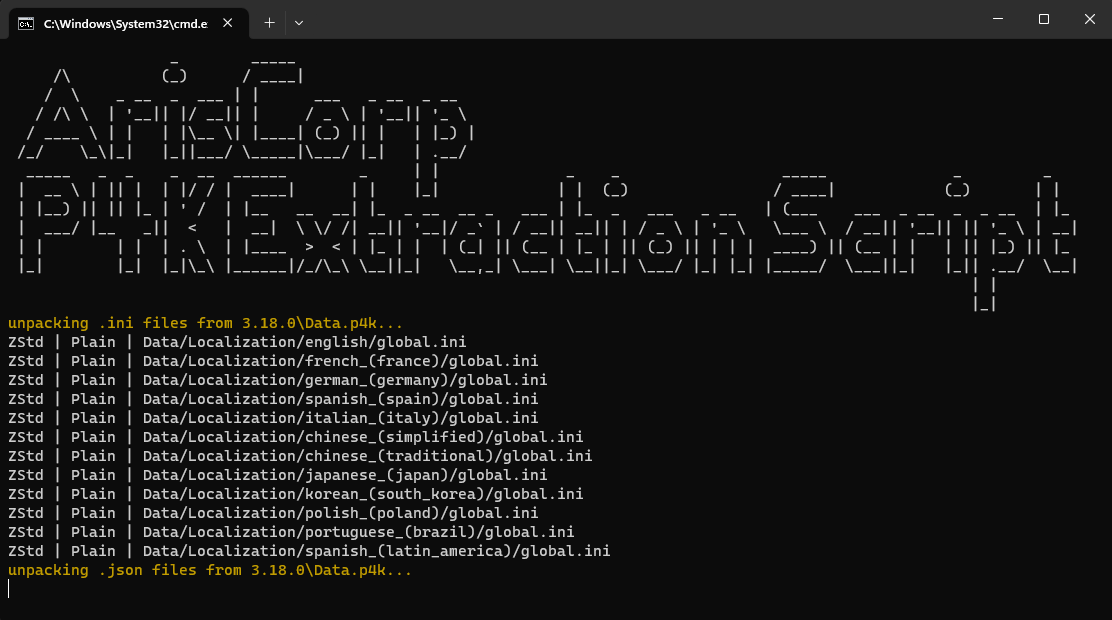 C:\Windows\System32\cmd.e
ArisCorp
P4K Extraction Script
unpacking .ini files from 3.18.0\Data.p4k...
ZStd | Plain | Data/Localization/english/global.ini
ZStd | Plain | Data/Localization/french_(france)/global.ini
ZStd | Plain | Data/Localization/german_(germany)/global.ini
ZStd | Plain | Data/Localization/spanish_(spain)/global.ini
ZStd | Plain | Data/Localization/italian_(italy)/global.ini
ZStd | Plain | Data/Localization/chinese_(simplified)/global.ini
ZStd | Plain | Data/Localization/chinese_(traditional)/global.ini
ZStd | Plain | Data/Localization/japanese_(japan)/global.ini
ZStd | Plain | Data/Localization/korean_(south_korea)/global.ini
ZStd | Plain | Data/Localization/polish_(poland)/global.ini
ZStd | Plain | Data/Localization/portuguese_(brazil)/global.ini
ZStd | Plain | Data/Localization/spanish_(latin_america)/global.ini
unpacking .json files from 3.18.0\Data.p4k...